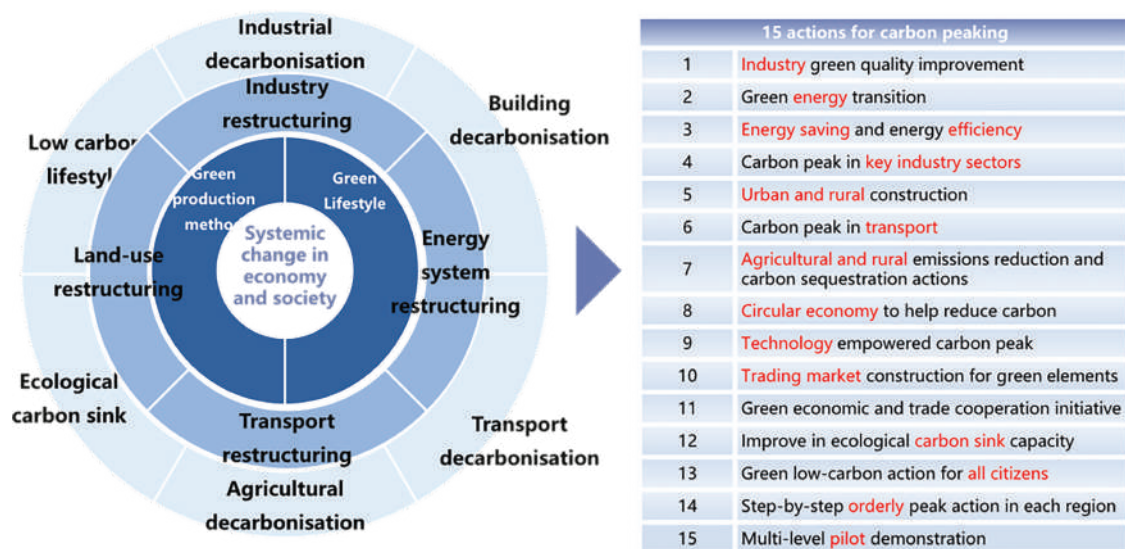 Industrial
decarbonisation
Industry
restructuring
Building
decarbonisation
Low carbon
lifestyle
Green
production
method
Green
Lifestyle
Systemic
change in
economy
and society
Land-use
restructuring
Energy
system
restructuring
Ecological
carbon sink
Transport
restructuring
Transport
decarbonisation
Agricultural
decarbonisation
15 actions for carbon peaking
1 Industry green quality improvement
2 Green energy transition
3 Energy saving and energy efficiency
4 Carbon peak in key industry sectors
5 Urban and rural construction
6 Carbon peak in transport
7 Agricultural and rural emissions reduction and
carbon sequestration actions
8 Circular economy to help reduce carbon
9 Technology empowered carbon peak
10 Trading market construction for green elements
11 Green economic and trade cooperation initiative
12 Improve in ecological carbon sink capacity
13 Green low-carbon action for all citizens
14 Step-by-step orderly peak action in each region
15 Multi-level pilot demonstration